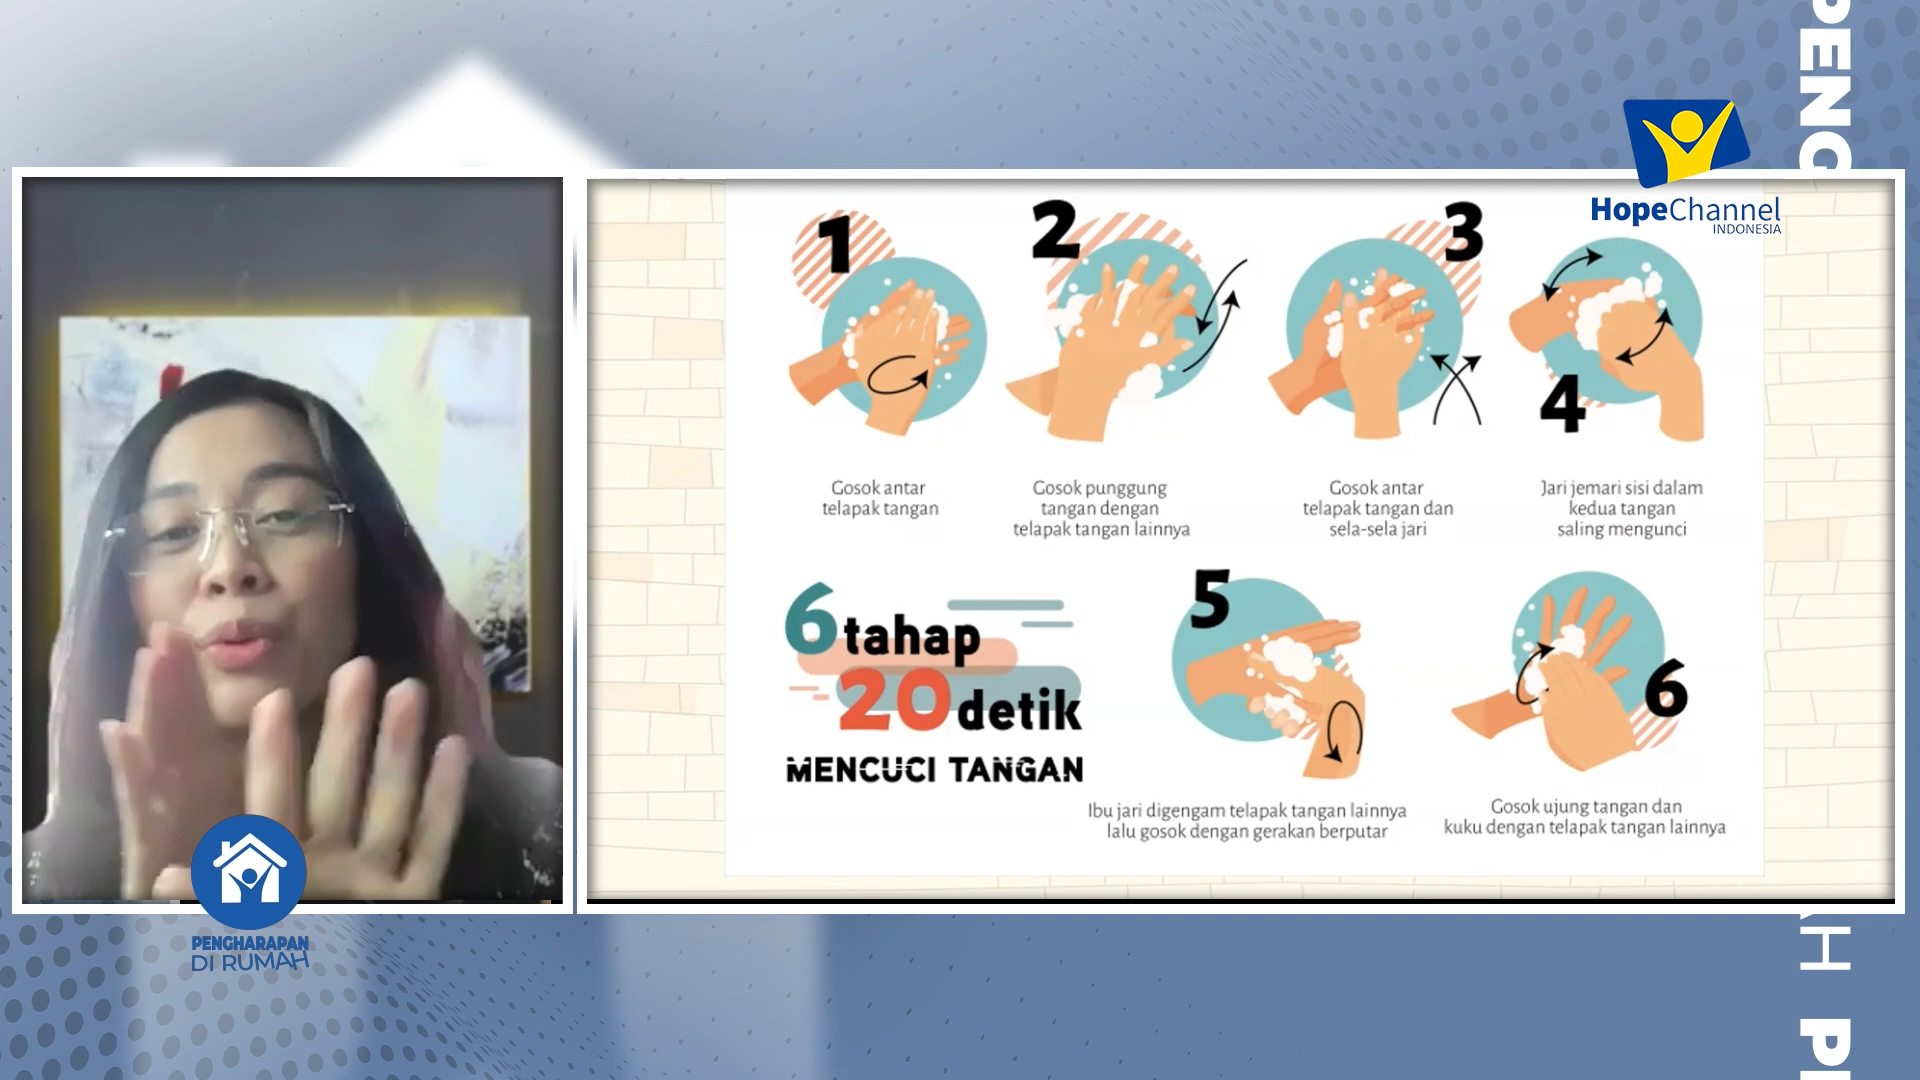 HopeChannel
INDONESIA
1
2
3
4
Gosok antar
telapak tangan
Gosok punggung
tangan dengan
telapak tangan lainnya
Gosok antar
telapak tangan dan
sela-sela jari
Jari jemari sisi dalam
kedua tangan
saling mengunci
6 tahap
20 detik
MENCUCI TANGAN
5
6
Ibu jari digengam telapak tangan lainnya
lalu gosok dengan gerakan berputar
Gosok ujung tangan dan
kuku dengan telapak tangan lainnya
PENGHARAPAN
DI RUMAH